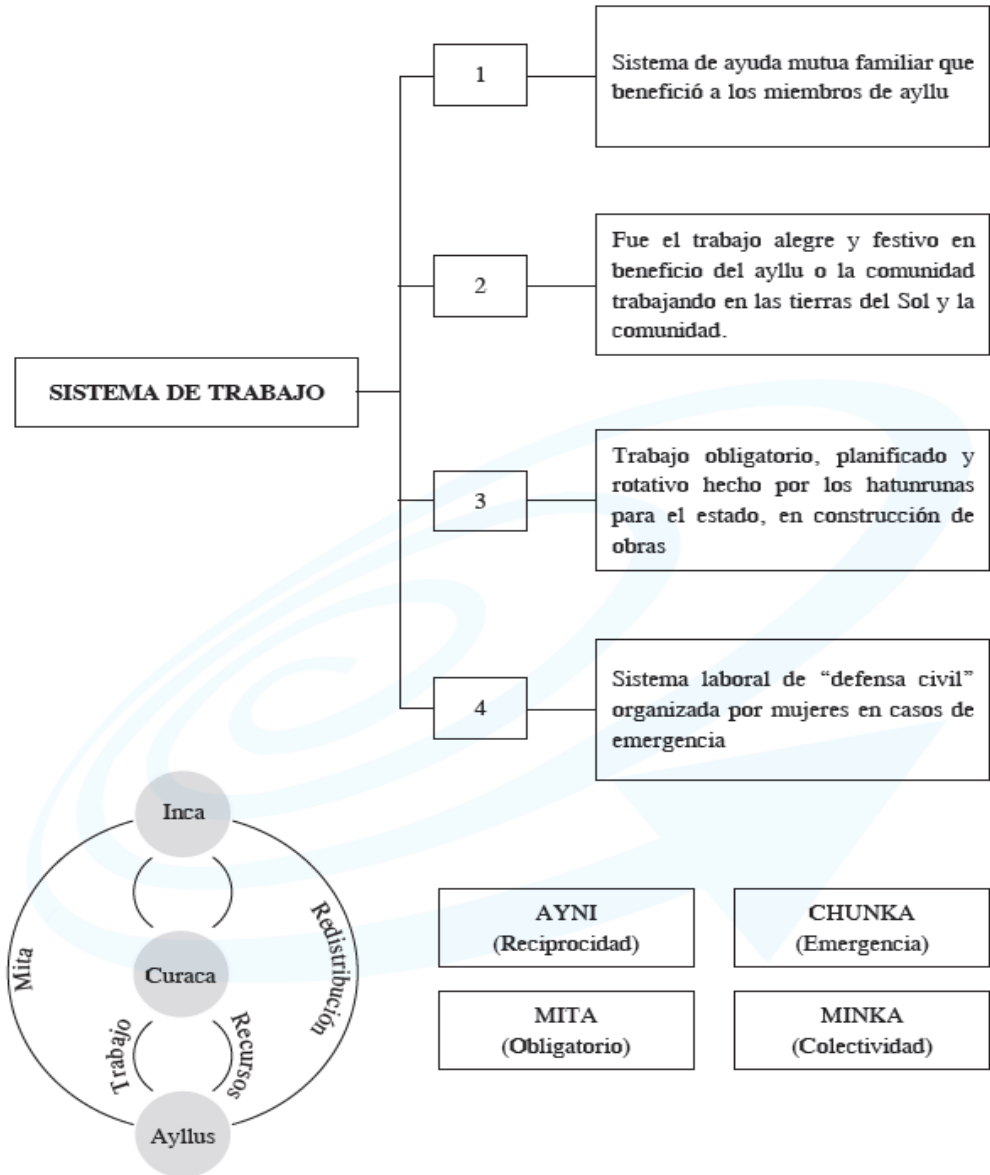 1
Sistema de ayuda mutua familiar que
benefició a los miembros de ayllu
2
Fue el trabajo alegre y festivo en
beneficio del ayllu o la comunidad
trabajando en las tierras del Sol y la
comunidad.
SISTEMA DE TRABAJO
3
Trabajo obligatorio, planificado y
rotativo hecho por los hatunrunas
para el estado, en construcción de
obras
4
Sistema laboral de “defensa civil”
organizada por mujeres en casos de
emergencia
Inca
Mita
Redistribución
Curaca
Trabajo
Recursos
Ayllus
AYNI
(Reciprocidad)
CHUNKA
(Emergencia)
MITA
(Obligatorio)
MINKA
(Colectividad)